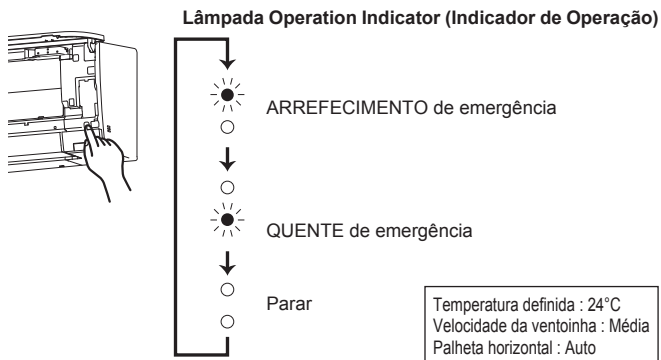 Lâmpada Operation Indicator (Indicador de Operação)
ARREFECIMENTO de emergência
QUENTE de emergência
Parar
Temperatura definida : 24°C
Velocidade da ventoinha : Média
Palheta horizontal : Auto